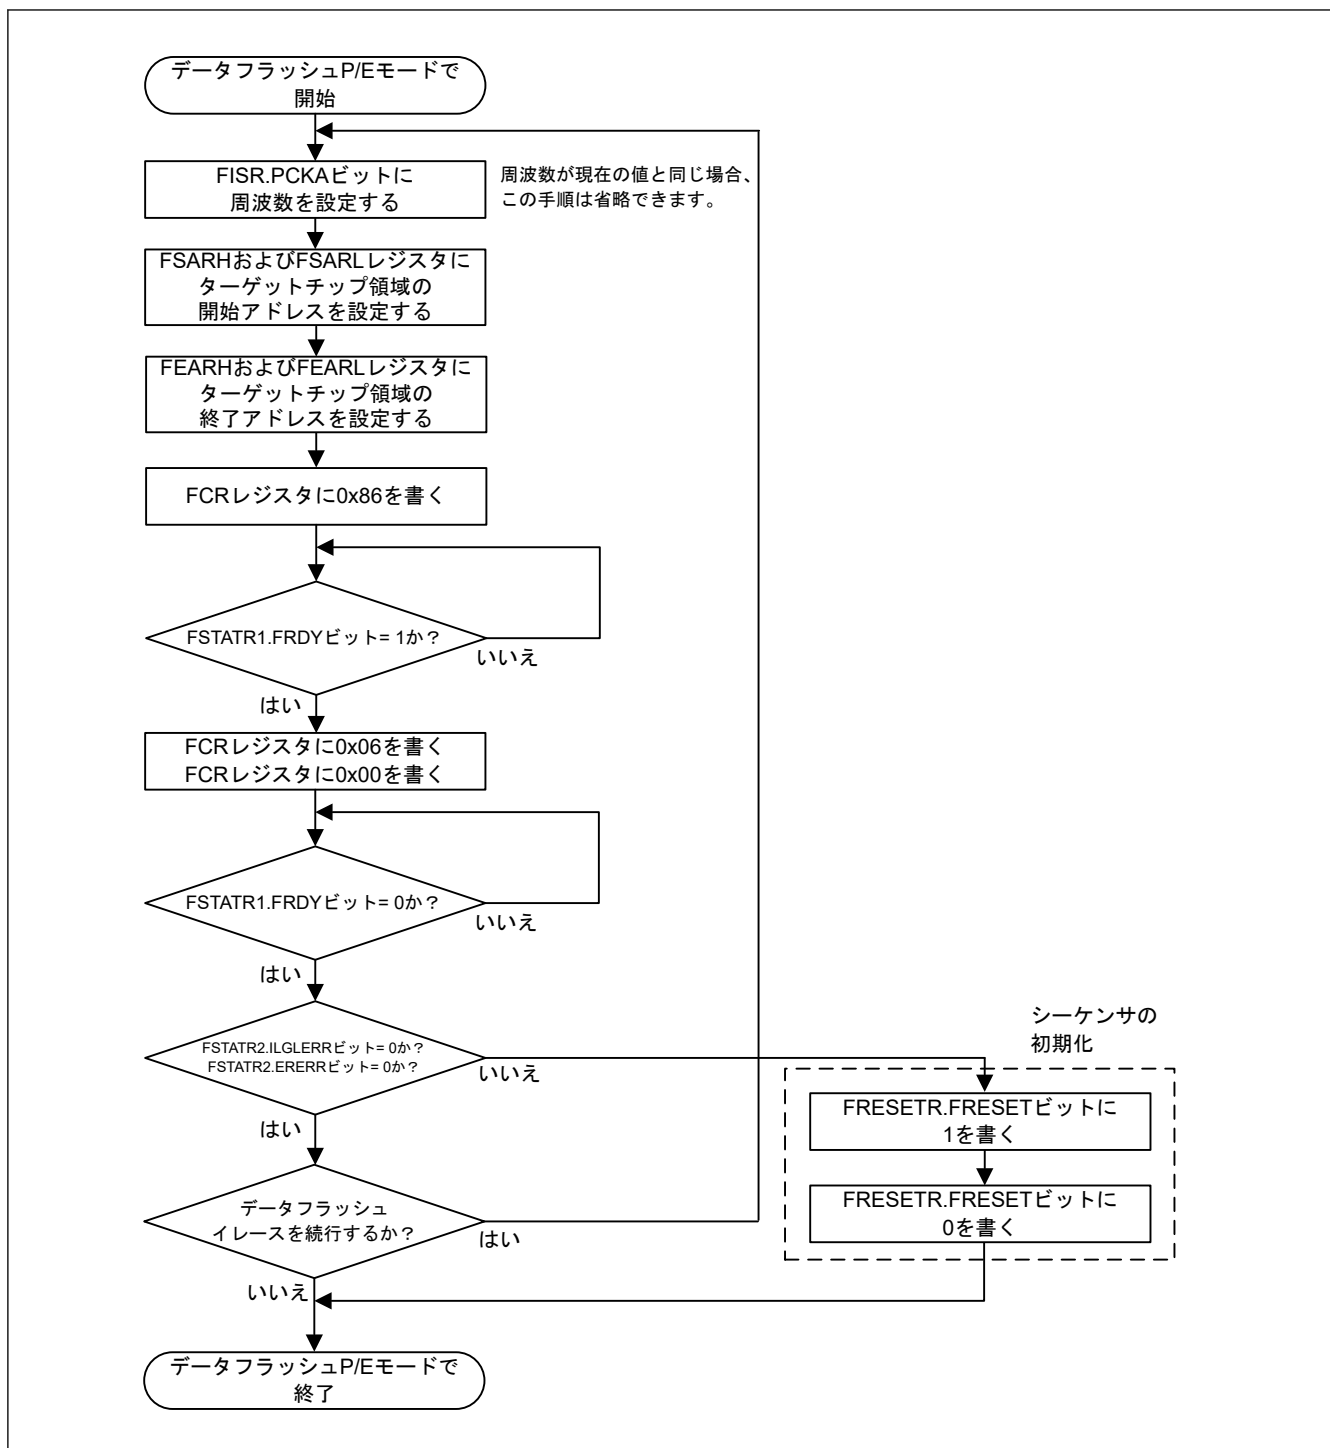 データフラッシュP/Eモードで
開始
FISR.PCKAビットに
周波数を設定する
周波数が現在の値と同じ場合、
この手順は省略できます。
FSARHおよびFSARLレジスタに
ターゲットチップ領域の
開始アドレスを設定する
FEARHおよびFEARLレジスタに
ターゲットチップ領域の
終了アドレスを設定する
FCRレジスタに0x86を書く
FSTATR1.FRDYビット= 1か？
いいえ
はい
FCRレジスタに0x06を書く
FCRレジスタに0x00を書く
FSTATR1.FRDYビット= 0か？
いいえ
はい
FSTATR2.ILGLERRビット= 0か？
FSTATR2.ERERRビット= 0か？
いいえ
はい
シーケンサの
初期化
FRESETR.FRESETビットに
1を書く
FRESETR.FRESETビットに
0を書く
データフラッシュ
イレースを続行するか？
はい
いいえ
データフラッシュP/Eモードで
終了